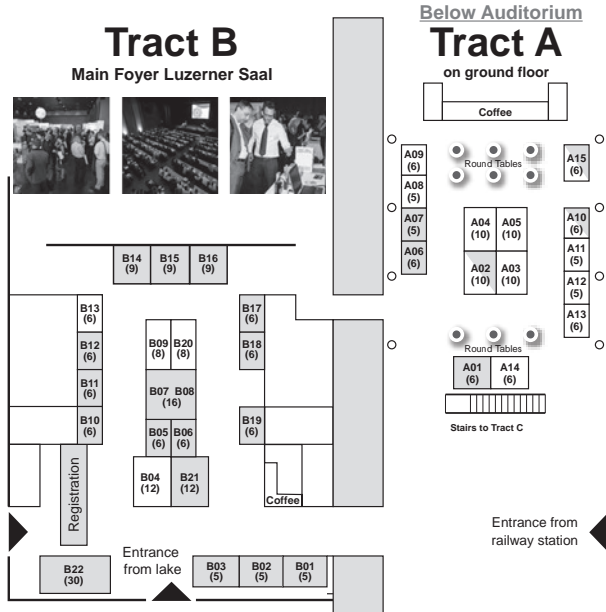 Below Auditorium
Tract B
Tract A
Main Foyer Luzerner Saal
on ground floor
Coffee
A09
(6)
A08
(5)
A07
(5)
A06
(6)
Round Tables
A15
(6)
A04
(10)
A05
(10)
A02
(10)
A03
(10)
A10
(6)
A11
(5)
A12
(5)
A13
(6)
Round Tables
A01
(6)
A14
(6)
Stairs to Tract C
B14
(9)
B15
(9)
B16
(9)
B13
(6)
B12
(6)
B11
(6)
B10
(6)
B09
(8)
B20
(8)
B07 B08
(16)
B05
(6)
B06
(6)
B04
(12)
B21
(12)
B17
(6)
B18
(6)
B19
(6)
Coffee
Registration
Entrance from
railway station
Entrance
from lake
B22
(30)
B03
(5)
B02
(5)
B01
(5)